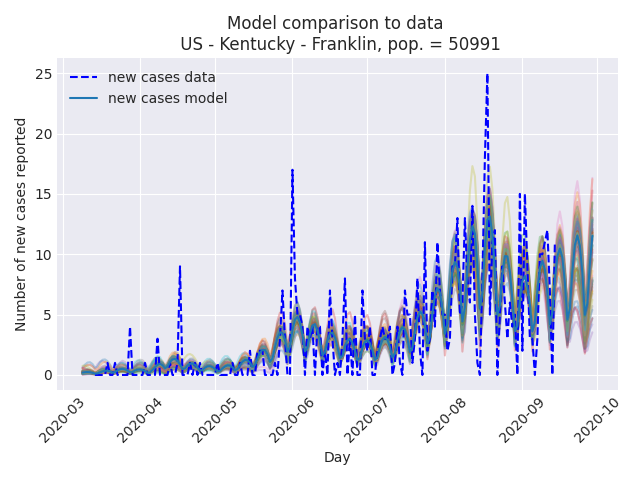 Model comparison to data
US - Kentucky - Franklin, pop. = 50991
new cases data
new cases model
Number of new cases reported
25
20
15
10
5
0
2020-03
2020-04
2020-05
2020-06
2020-07
2020-08
2020-09
2020-10
Day